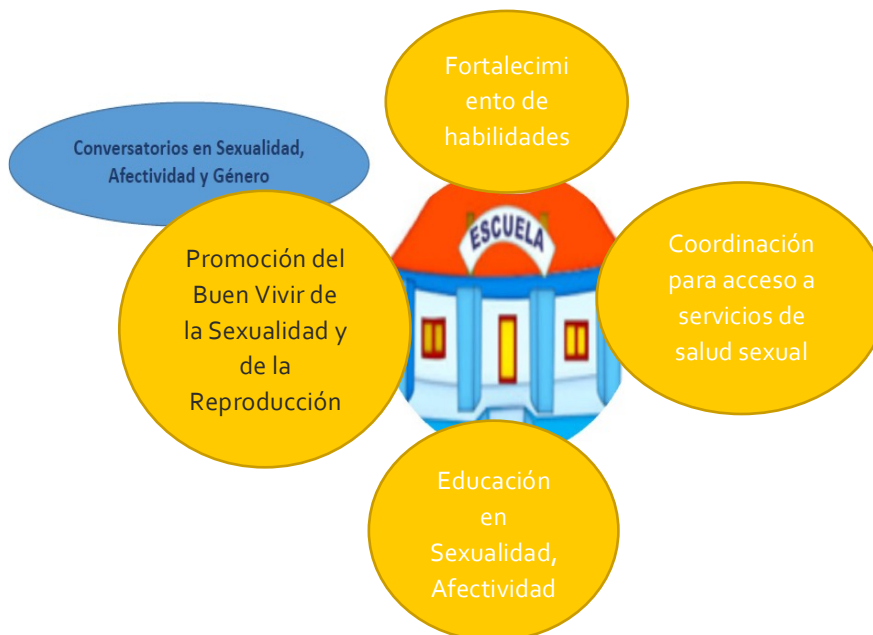 Fortalecimi
ento de
habilidades
Conversatorios en Sexualidad,
Afectividad y Género
ESCUELA
Promoción del
Buen Vivir de
la Sexualidad y
de la
Reproducción
Coordinación
para acceso a
servicios de
salud sexual
Educación
en
Sexualidad,
Afectividad